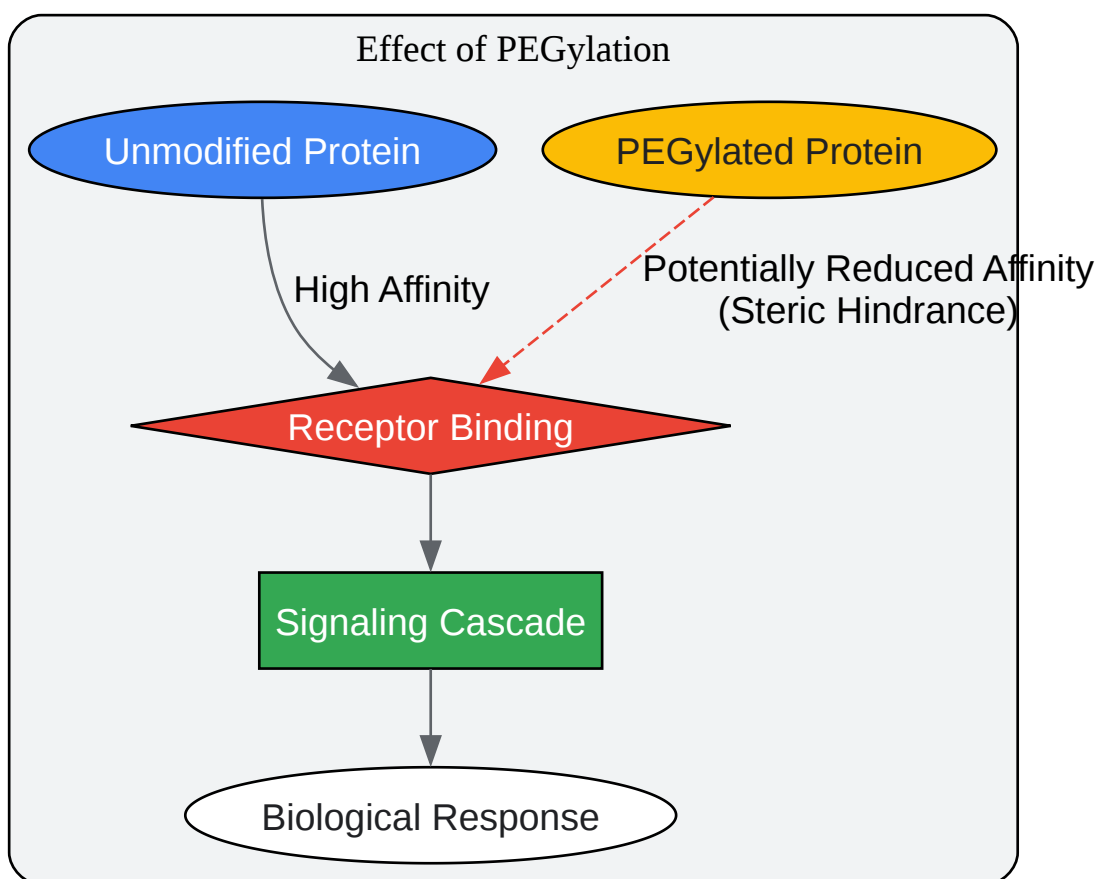 Effect of PEGylation
Unmodified Protein
PEGylated Protein
High Affinity
Potentially Reduced Affinity
(Steric Hindrance)
Receptor Binding
Signaling Cascade
Biological Response